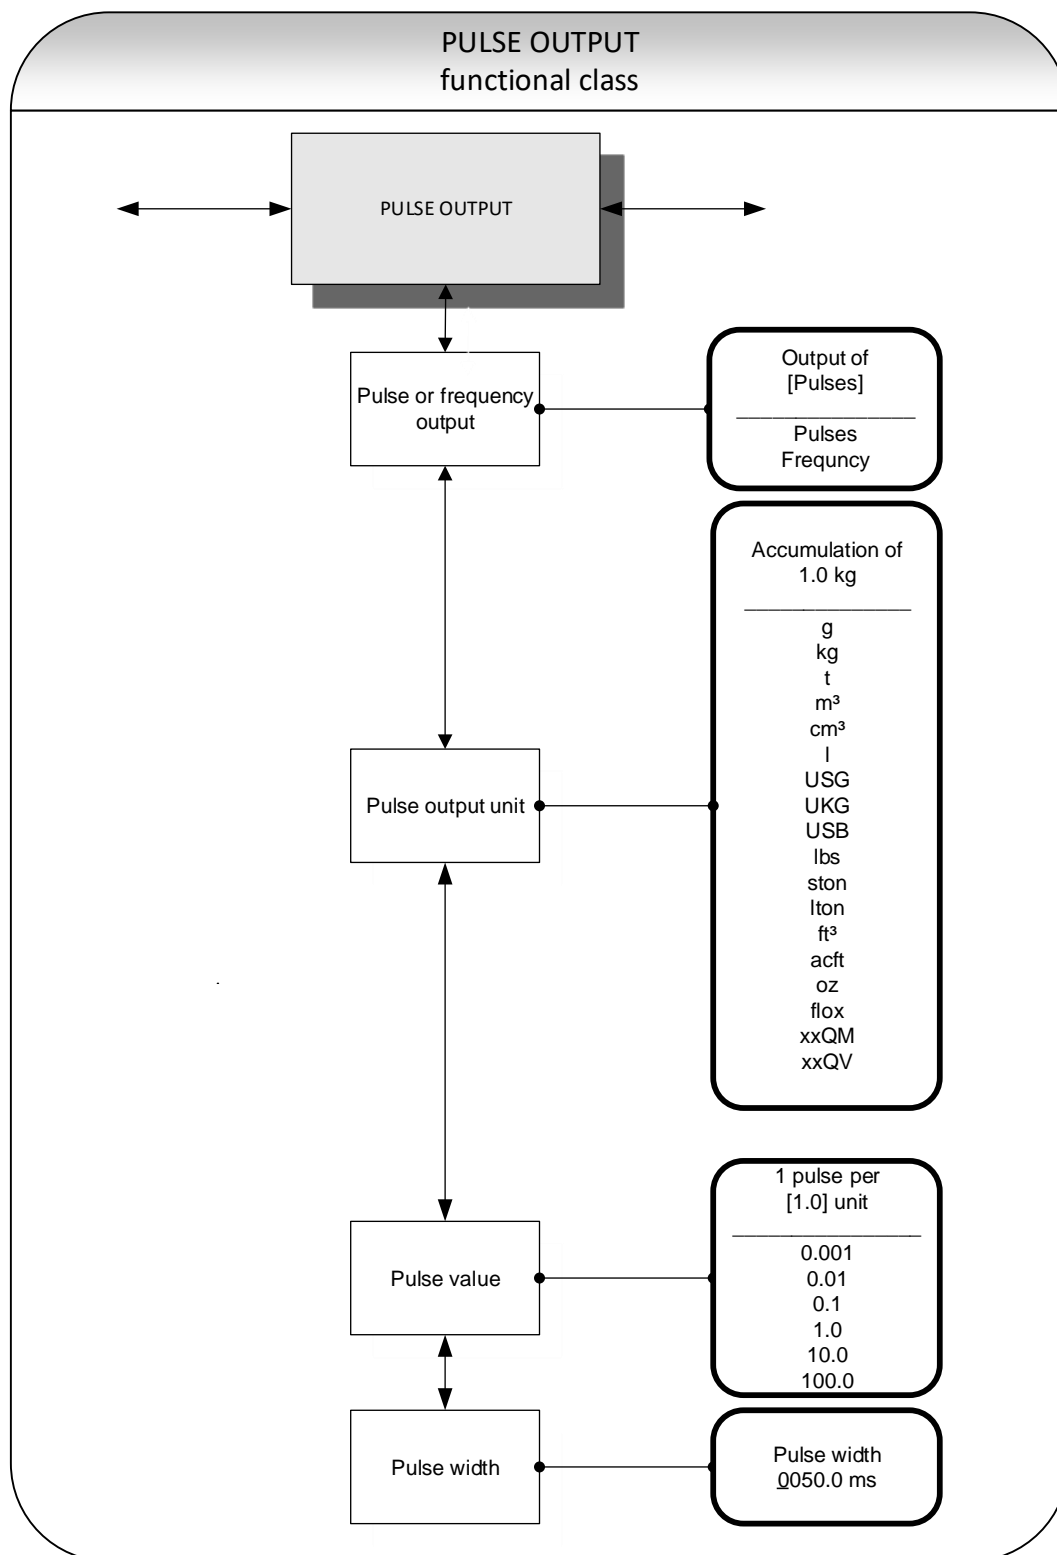 PULSE OUTPUT
functional class
PULSE OUTPUT
Pulse or frequency
output
Output of
[Pulses]
Pulses
Frequncy
Pulse output unit
Accumulation of
1.0 kg
g
kg
t
m³
cm³
l
USG
UKG
USB
lbs
ston
lton
ft³
acft
oz
flox
xxQM
xxQV
Pulse value
1 pulse per
[1.0] unit
0.001
0.01
0.1
1.0
10.0
100.0
Pulse width
Pulse width
0050.0 ms